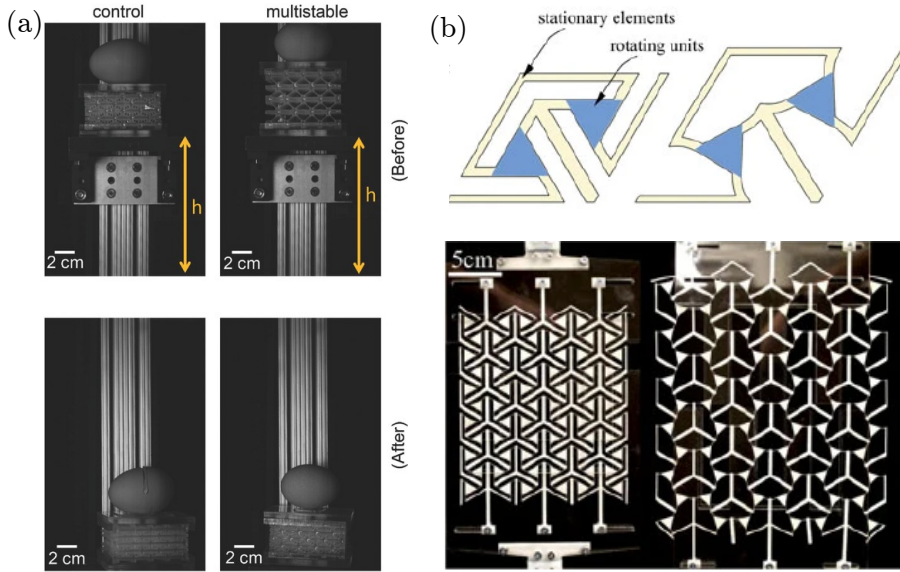 (a)
control
multistable
(Before)
h
h
2 cm
2 cm
(After)
2 cm
2 cm
(b)
stationary elements
rotating units
5cm